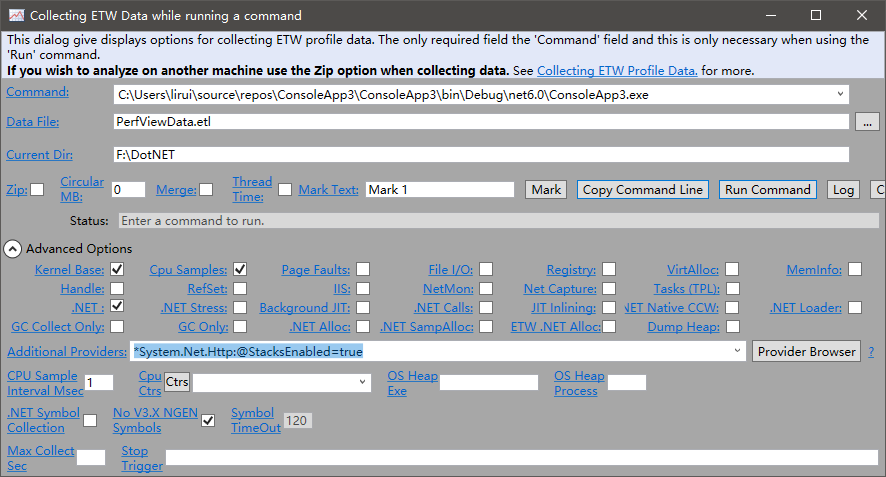 Collecting ETW Data while running a command
This dialog give displays options for collecting ETW profile data. The only required field the 'Command' field and this is only necessary when using the
'Run' command.
If you wish to analyze on another machine use the Zip option when collecting data. See Collecting ETW Profile Data. for more.
Command: C:\Users\lirui\source\repos\ConsoleApp3\ConsoleApp3\bin\Debug\net6.0\ConsoleApp3.exe
Data File: PerfViewData.etl ...
Current Dir: F:\DotNET
Zip: Circular MB: 0 Merge: Thread Time: Mark Text: Mark 1 Mark Copy Command Line Run Command Log C
Status: Enter a command to run.
Advanced Options
Kernel Base: Cpu Samples: Page Faults: File I/O: Registry: VirtAlloc: MemInfo:
Handle: RefSet: IIS: NetMon: Net Capture: Tasks (TPL):
.NET : .NET Stress: Background JIT: .NET Calls: JIT Inlining: .NET Native CCW: .NET Loader:
GC Collect Only: GC Only: .NET Alloc: .NET SampAlloc: ETW .NET Alloc: Dump Heap:
Additional Providers: *System.Net.Http:@StacksEnabled=true Provider Browser ?
CPU Sample Interval Msec 1 Cpu Ctrs Ctrs OS Heap Exe OS Heap Process
.NET Symbol Collection No V3.X NGEN Symbols Symbol TimeOut 120
Max Collect Sec Stop Trigger